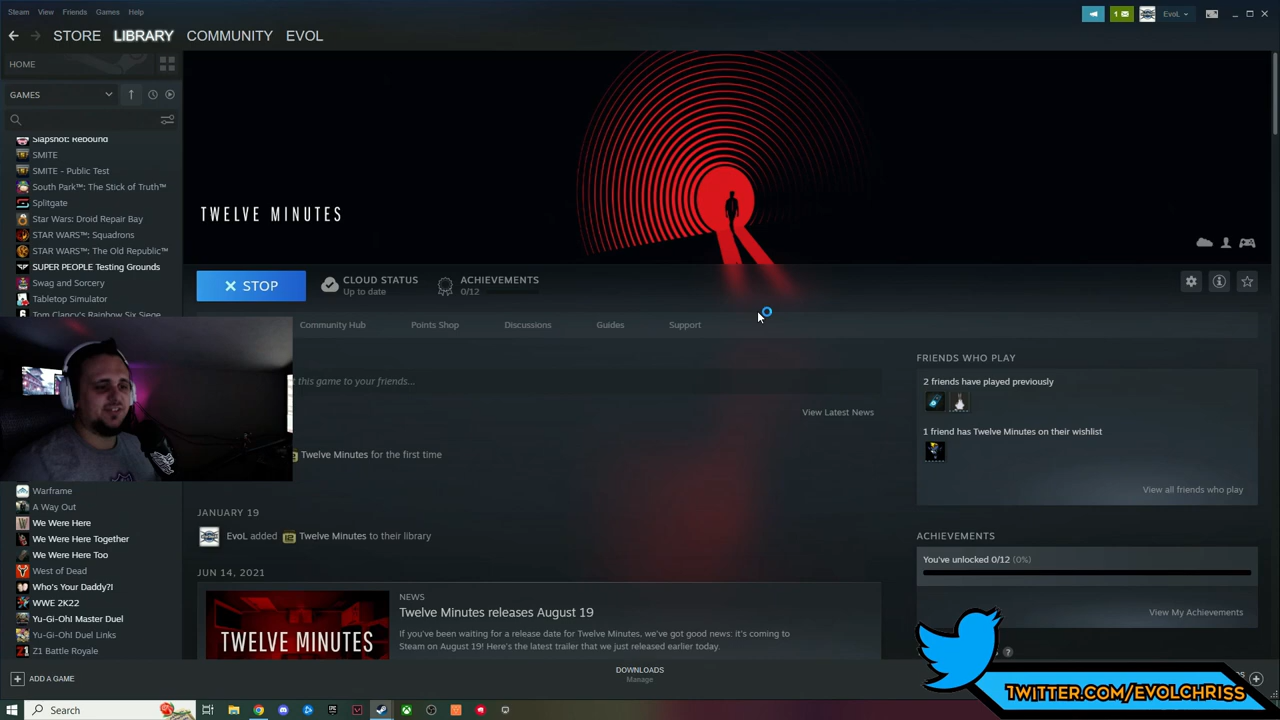 Steam View Friends Games Help
1
EvoL
STORE LIBRARY COMMUNITY EVOL
HOME
GAMES
Slapshot: Rebound
SMITE
SMITE - Public Test
South Park™: The Stick of Truth™
Splitgate
Star Wars: Droid Repair Bay
STAR WARS™: Squadrons
STAR WARS™: The Old Republic™
SUPER PEOPLE Testing Grounds
Swag and Sorcery
Tabletop Simulator
Tom Clancy's Rainbow Six Siege
Warframe
A Way Out
We Were Here
We Were Here Together
We Were Here Too
West of Dead
Who's Your Daddy?!
WWE 2K22
Yu-Gi-Oh! Master Duel
Yu-Gi-Oh! Duel Links
Z1 Battle Royale
ADD A GAME
TWELVE MINUTES
STOP
CLOUD STATUS
Up to date
ACHIEVEMENTS
0/12
Community Hub Points Shop Discussions Guides Support
this game to your friends...
View Latest News
Twelve Minutes for the first time
JANUARY 19
EvoL added Twelve Minutes to their library
JUN 14, 2021
TWELVE MINUTES
NEWS
Twelve Minutes releases August 19
If you've been waiting for a release date for Twelve Minutes, we've got good news: it's coming to
Steam on August 19! Here's the latest trailer that we just released earlier today.
FRIENDS WHO PLAY
2 friends have played previously
1 friend has Twelve Minutes on their wishlist
View all friends who play
ACHIEVEMENTS
You've unlocked 0/12 (0%)
View My Achievements
?
DOWNLOADS
Manage
TWITTER.COM/EVOLCHRISS
Search